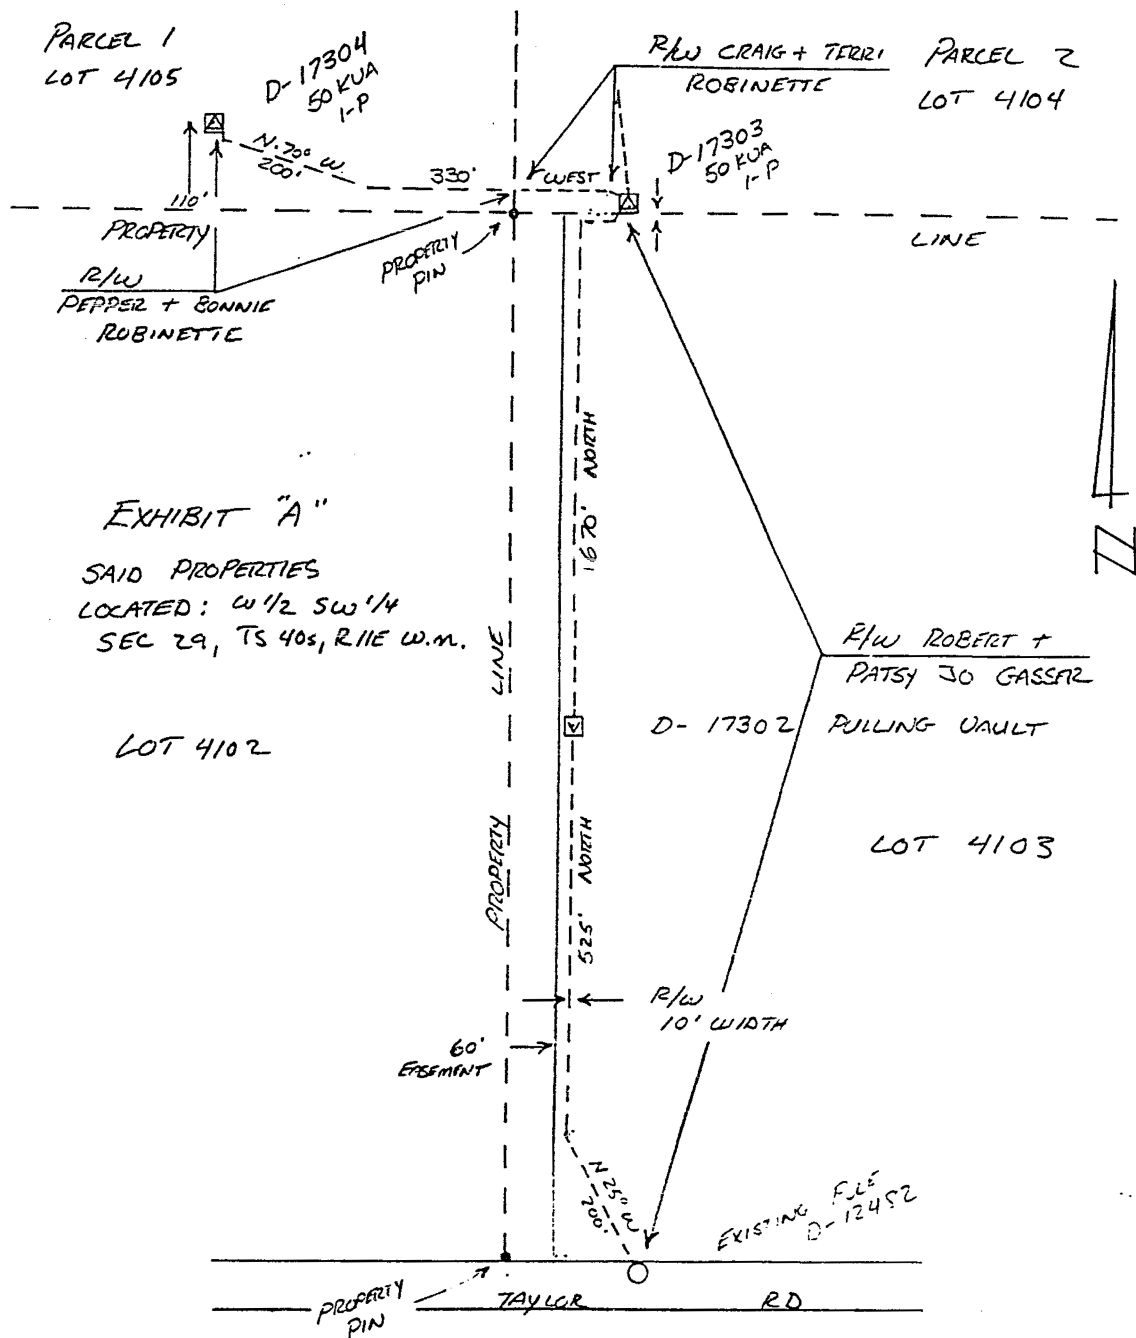 PARCEL 1
LOT 4105
D-17304
50 KVA
1-P
R/W CRAIG + TERRI
ROBINETTE
PARCEL 2
LOT 4104
D-17303
50 KVA
1-P
N. 70° W.
200'
330'
WEST
110'
PROPERTY
LINE
PROPERTY
PIN
R/W
PEPPER + BONNIE
ROBINETTE
1670' NORTH
EXHIBIT "A"
SAID PROPERTIES
LOCATED: W 1/2 SW 1/4
SEC 29, TS 40S, R11E W.M.
PROPERTY LINE
R/W ROBERT +
PATSY JO GASSER
D- 17302 PULLING VAULT
LOT 4102
LOT 4103
525' NORTH
R/W
10' WIDTH
60'
EASEMENT
N 25° W
200'
EXISTING
D-12452
PROPERTY
PIN
TAYLOR RD
N